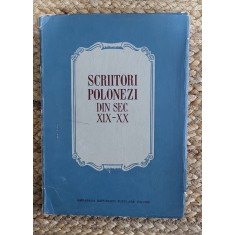 SCRIITORI
POLONEZI
DIN SEC
XIX-XX